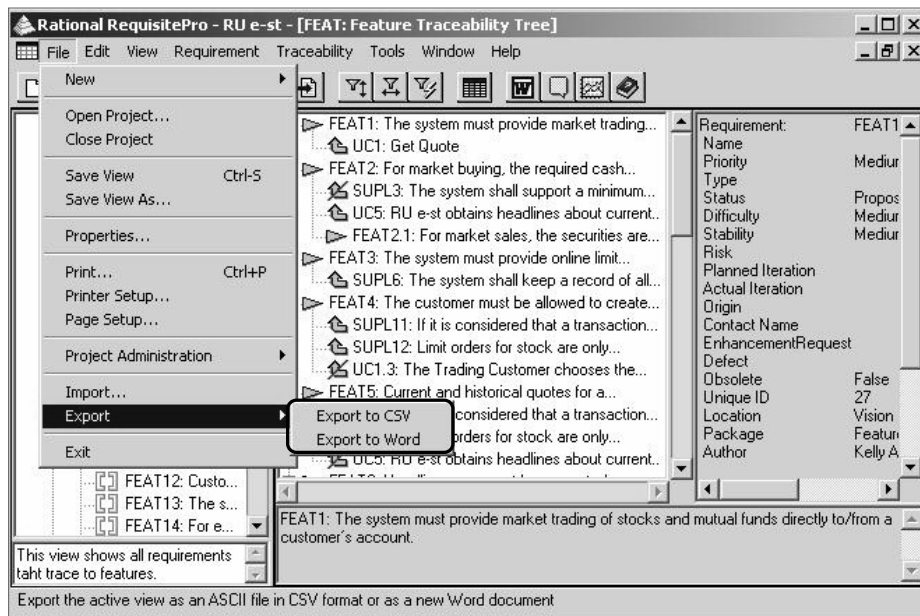 Rational RequisitePro - RU e-st - [FEAT: Feature Traceability Tree]
File Edit View Requirement Traceability Tools Window Help
New
Open Project...
Close Project
Save View Ctrl-S
Save View As...
Properties...
Print... Ctrl+P
Printer Setup...
Page Setup...
Project Administration
Import...
Export
Exit
Export to CSV
Export to Word
FEAT12: Custo...
FEAT13: The s...
FEAT14: For e...
This view shows all requirements
taht trace to features.
FEAT1: The system must provide market trading...
UC1: Get Quote
FEAT2: For market buying, the required cash...
SUPL3: The system shall support a minimum...
UC5: RU e-st obtains headlines about current..
FEAT2.1: For market sales, the securities are...
FEAT3: The system must provide online limit...
SUPL6: The system shall keep a record of all...
FEAT4: The customer must be allowed to create...
SUPL11: If it is considered that a transaction...
SUPL12: Limit orders for stock are only...
UC1.3: The Trading Customer chooses the...
FEAT5: Current and historical quotes for a...
considered that a transaction...
orders for stock are only...
UC5: RU e-st obtains headlines about current..
Requirement: FEAT1
Name
Priority Mediur
Type
Status Propos
Difficulty Mediur
Stability Mediur
Risk
Planned Iteration
Actual Iteration
Origin
Contact Name
EnhancementRequest
Defect
Obsolete False
Unique ID 27
Location Vision
Package Featur
Author Kelly A
FEAT1: The system must provide market trading of stocks and mutual funds directly to/from a
customer's account.
Export the active view as an ASCII file in CSV format or as a new Word document